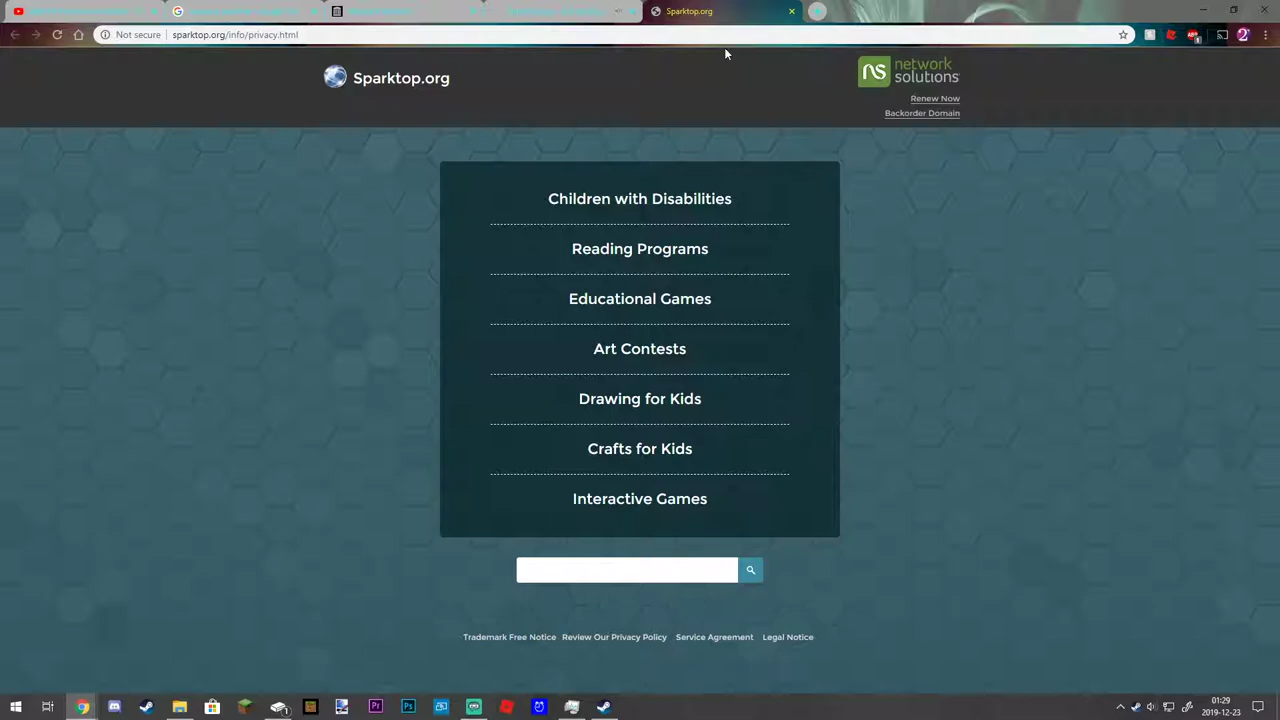 Sparktop.org
Not secure
sparktop.org/info/privacy.html
Sparktop.org
network
solutions
Renew Now
Backorder Domain
Children with Disabilities
Reading Programs
Educational Games
Art Contests
Drawing for Kids
Crafts for Kids
Interactive Games
Trademark Free Notice Review Our Privacy Policy Service Agreement Legal Notice
01:29
2019-12-23